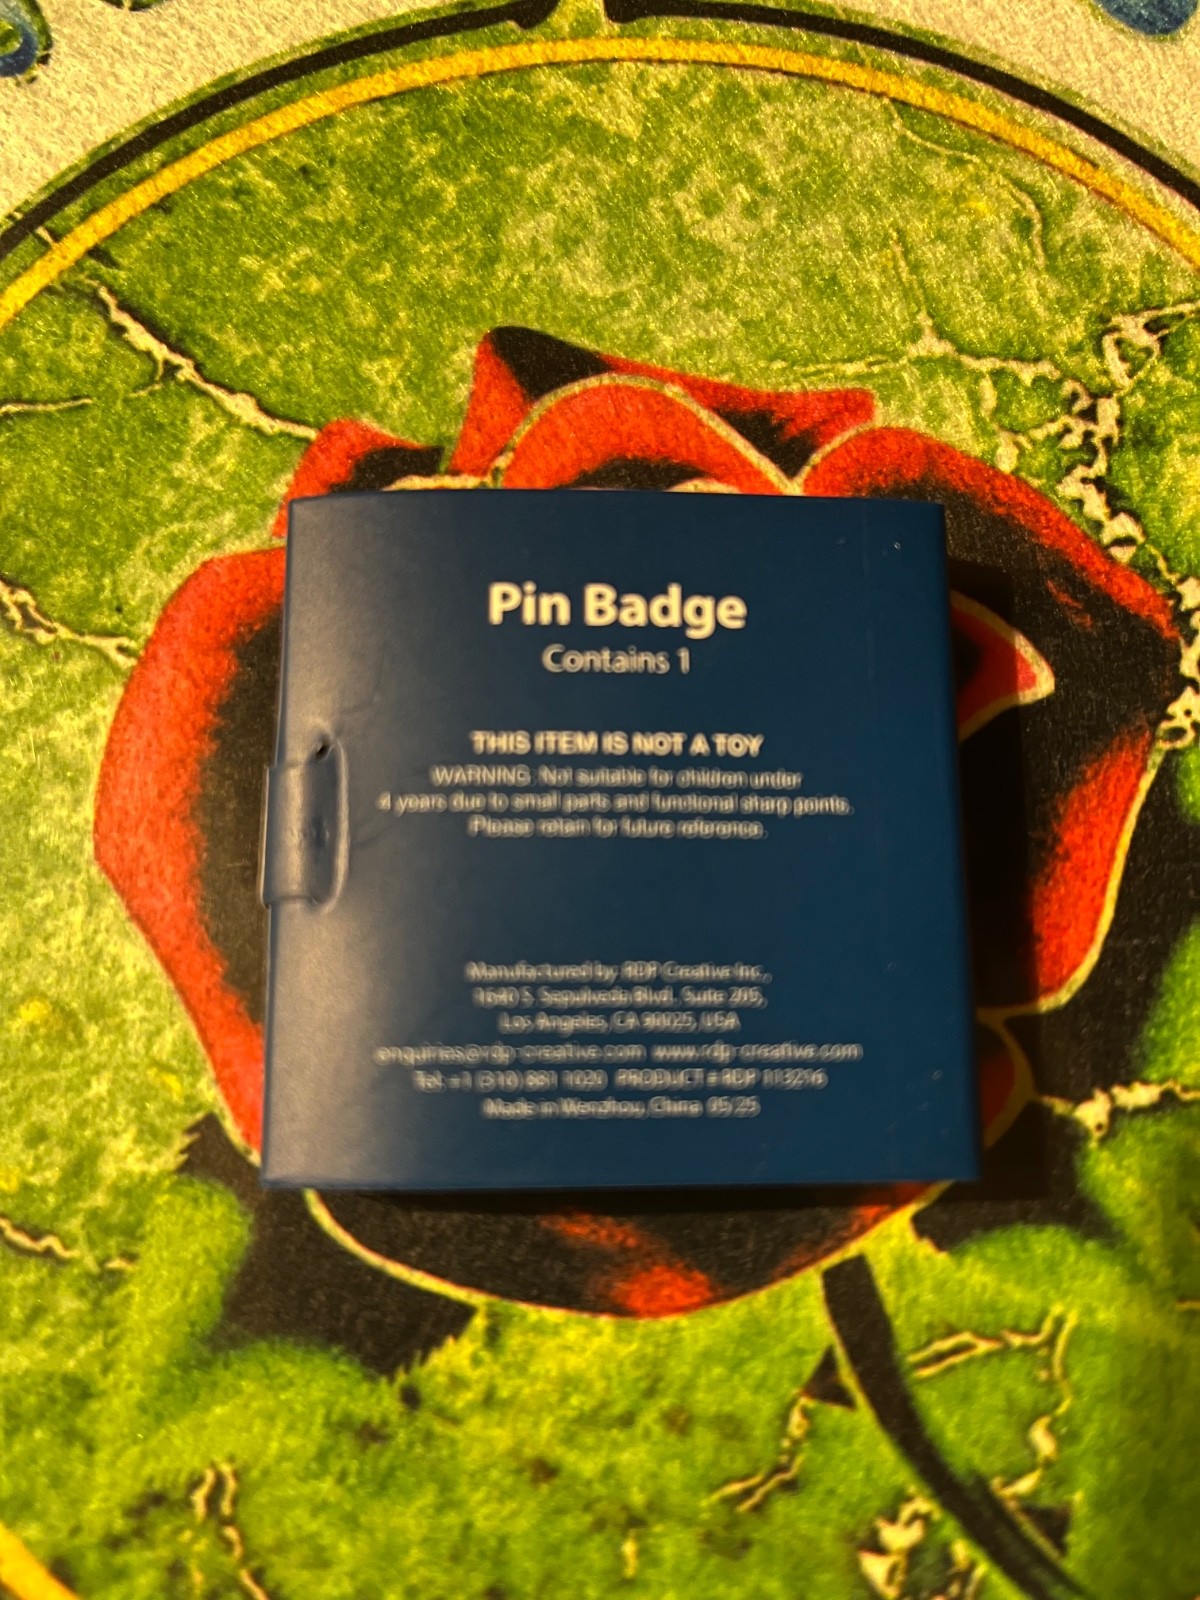 Pin Badge
Contains 1
THIS ITEM IS NOT A TOY
WARNING: Not suitable for children under
4 years due to small parts and functional sharp points.
Please retain for future reference.
Manufactured by: RDP Creative Inc.,
1640 S. Sepulveda Blvd., Suite 205,
Los Angeles, CA 90025, USA
enquiries@rdp-creative.com www.rdp-creative.com
Tel: +1 (310) 881 1020 PRODUCT# RDP 113216
Made in Wenzhou, China 05/25